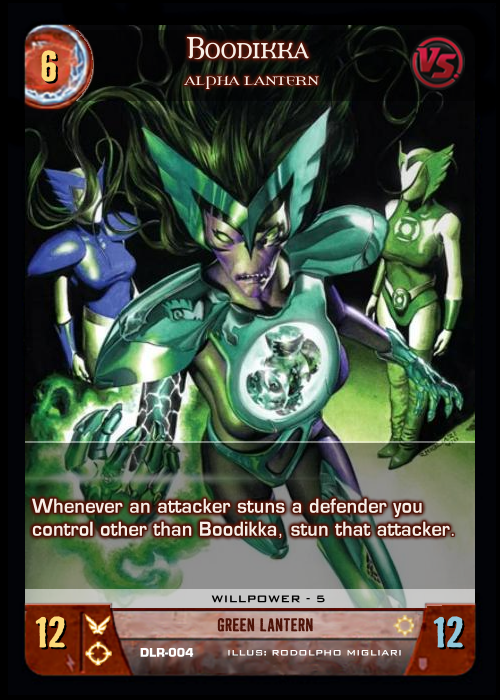 6
Boodikka
Alpha Lantern
VS
Whenever an attacker stuns a defender you
control other than Boodikka, stun that attacker.
WILLPOWER - 5
GREEN LANTERN
12
12
DLR-004
ILLUS: RODOLPHO MIGLIARI